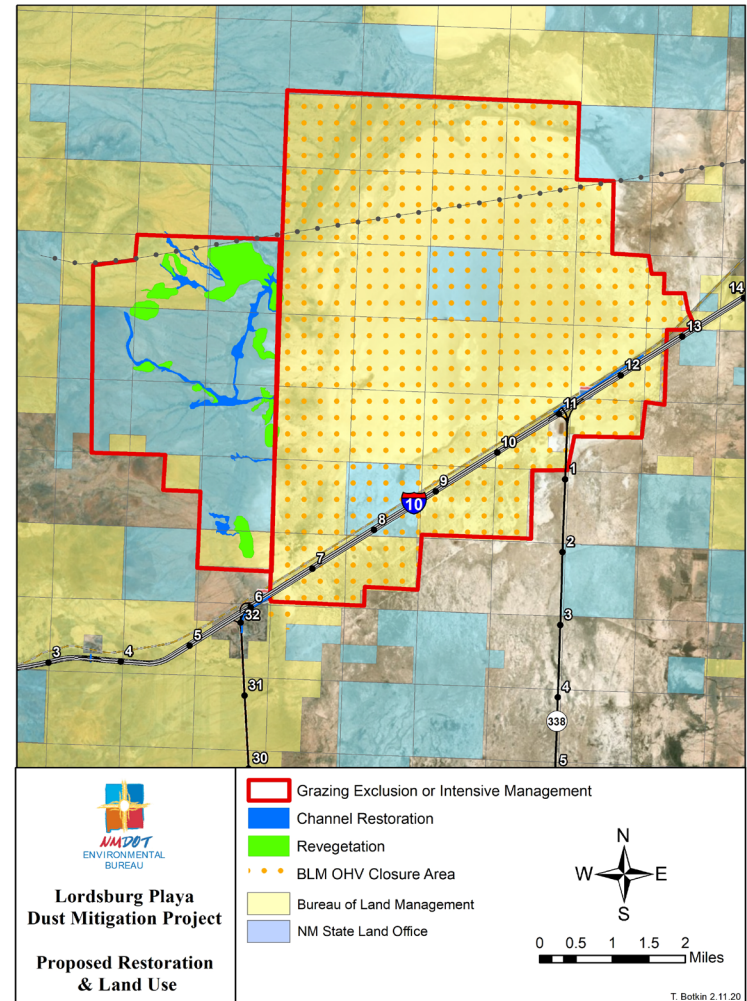 14
13
12
11
10
1
9
10
8
2
7
6
32
3
5
3
4
31
4
338
30
5
NMDOT
ENVIRONMENTAL
BUREAU
Lordsburg Playa
Dust Mitigation Project
Proposed Restoration
& Land Use
Grazing Exclusion or Intensive Management
Channel Restoration
Revegetation
BLM OHV Closure Area
Bureau of Land Management
NM State Land Office
N
W E
S
0 0.5 1 1.5 2
Miles
T. Botkin 2.11.20